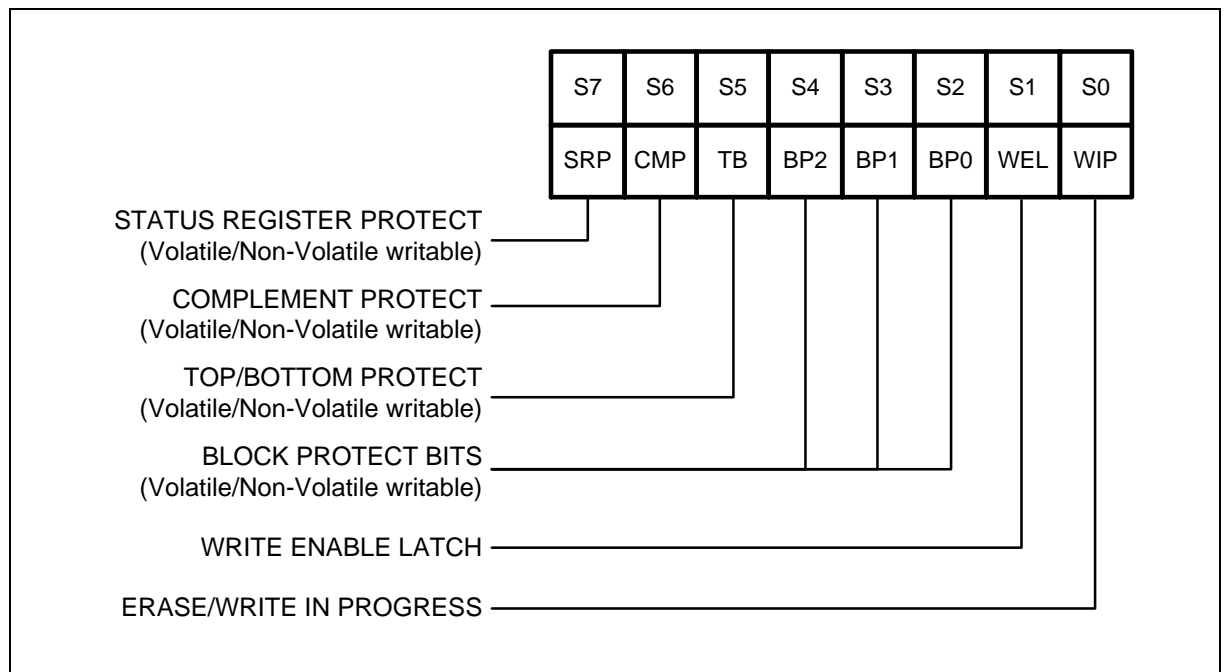 S7 S6 S5 S4 S3 S2 S1 S0
SRP CMP TB BP2 BP1 BP0 WEL WIP
STATUS REGISTER PROTECT
(Volatile/Non-Volatile writable)
COMPLEMENT PROTECT
(Volatile/Non-Volatile writable)
TOP/BOTTOM PROTECT
(Volatile/Non-Volatile writable)
BLOCK PROTECT BITS
(Volatile/Non-Volatile writable)
WRITE ENABLE LATCH
ERASE/WRITE IN PROGRESS